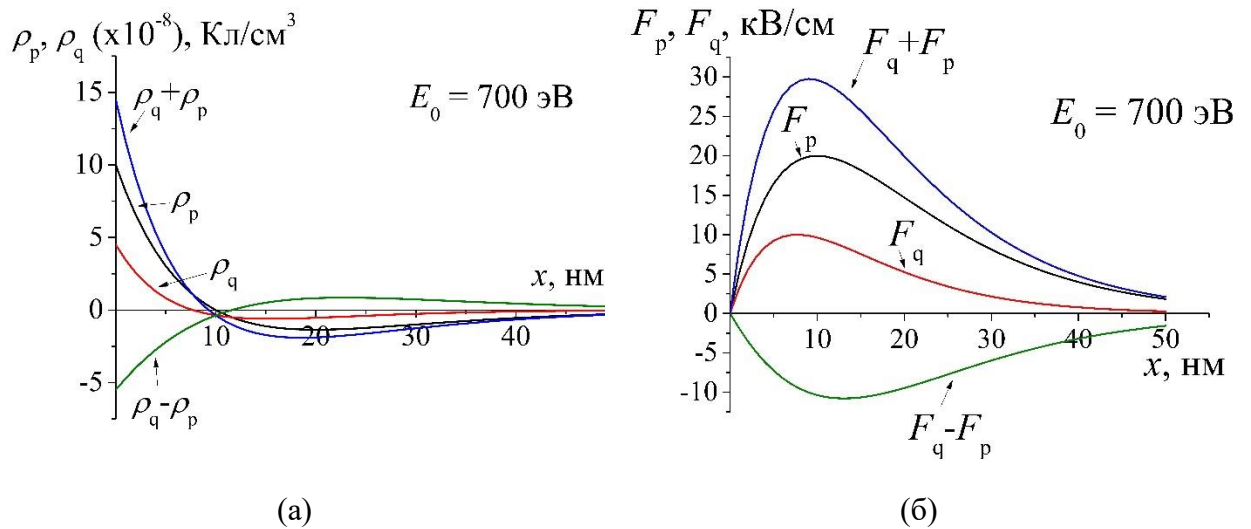 ρp, ρq (x10-8), Кл/см3
15
10
5
0
-5
10
20
30
40
x, нм
E0 = 700 эВ
ρq+ρp
ρp
ρq
ρq-ρp
(а)
Fp, Fq, кВ/см
30
25
20
15
10
5
0
-5
-10
10
20
30
40
50
x, нм
E0 = 700 эВ
Fq+Fp
Fp
Fq
Fq-Fp
(б)